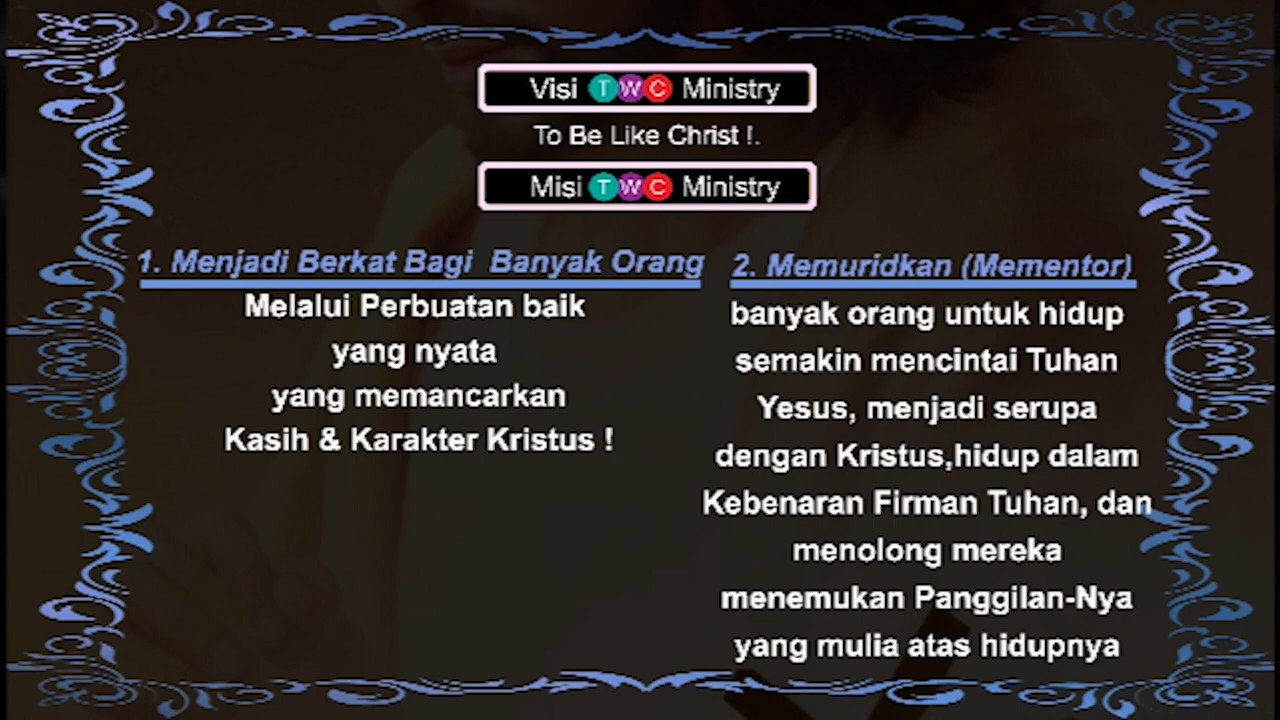 Visi TWC Ministry
To Be Like Christ !.
Misi TWC Ministry
1. Menjadi Berkat Bagi Banyak Orang
Melalui Perbuatan baik
yang nyata
yang memancarkan
Kasih & Karakter Kristus !
2. Memuridkan (Mementor)
banyak orang untuk hidup
semakin mencintai Tuhan
Yesus, menjadi serupa
dengan Kristus,hidup dalam
Kebenaran Firman Tuhan, dan
menolong mereka
menemukan Panggilan-Nya
yang mulia atas hidupnya